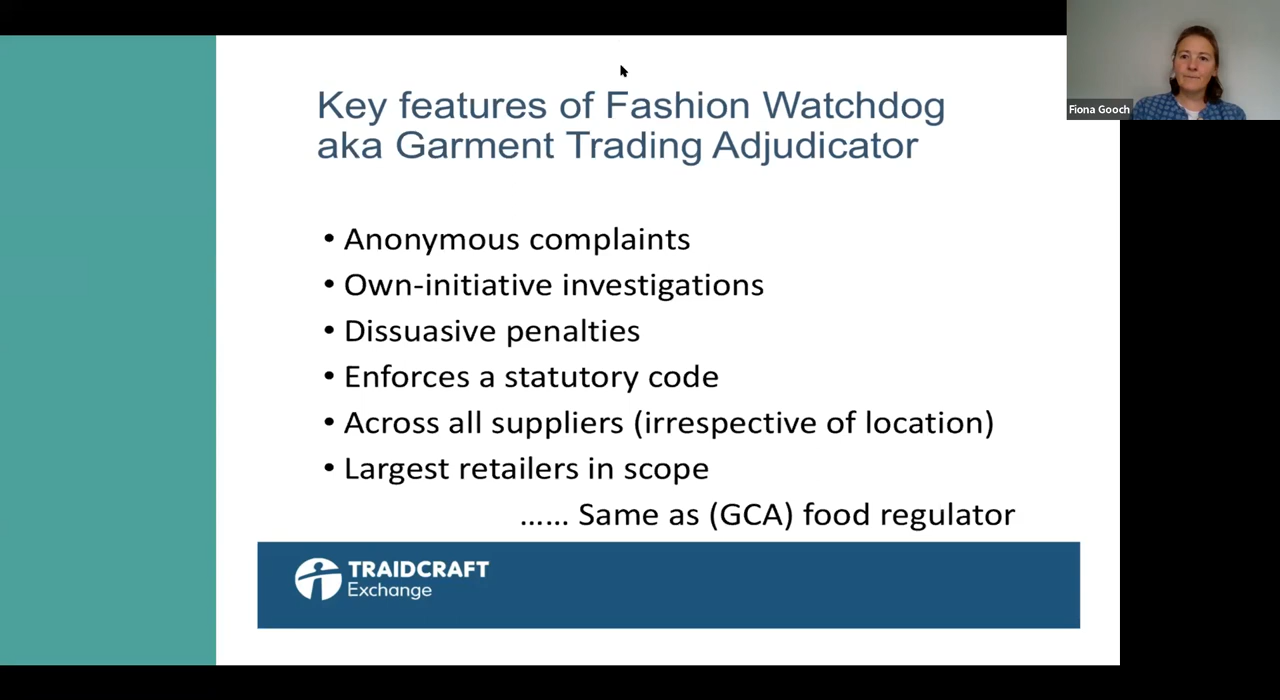 Key features of Fashion Watchdog
aka Garment Trading Adjudicator
• Anonymous complaints
• Own-initiative investigations
• Dissuasive penalties
• Enforces a statutory code
• Across all suppliers (irrespective of location)
• Largest retailers in scope
...... Same as (GCA) food regulator
TRAIDCRAFT
Exchange
Fiona Gooch